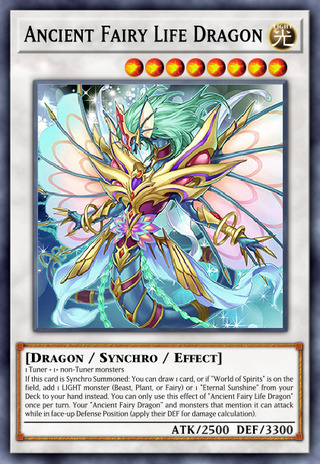 Ancient Fairy Life Dragon
LIGHT
光
[Dragon / Synchro / Effect]
1 Tuner + 1+ non-Tuner monsters
If this card is Synchro Summoned: You can draw 1 card, or if "World of Spirits" is on the
field, add 1 LIGHT monster (Beast, Plant, or Fairy) or 1 "Eternal Sunshine" from your
Deck to your hand instead. You can only use this effect of "Ancient Fairy Life Dragon"
once per turn. Your "Ancient Fairy Dragon" and monsters that mention it can attack
while in face-up Defense Position (apply their DEF for damage calculation).
ATK/2500 DEF/3300